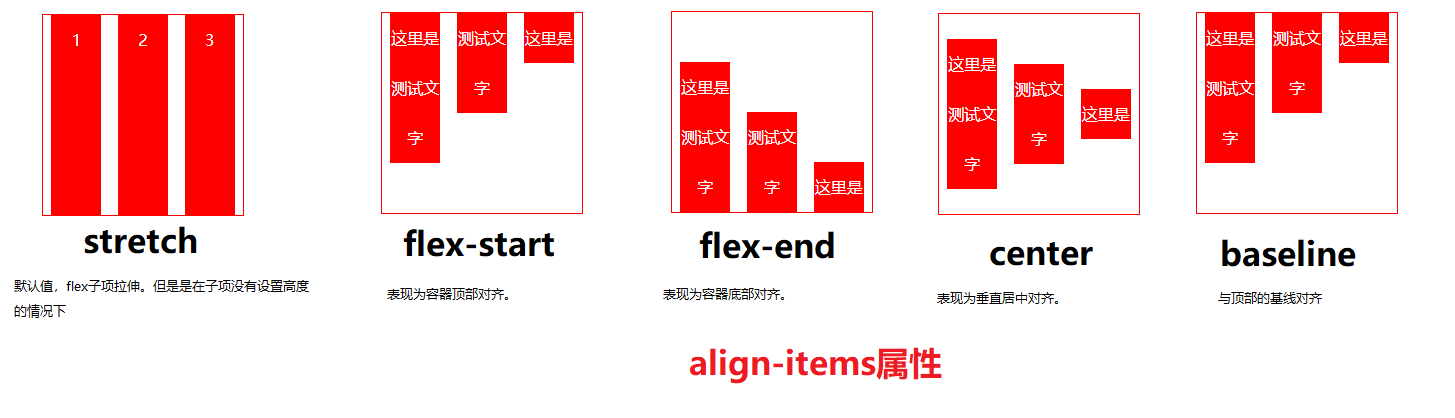 1 2 3
这里是
测试文
字
测试文
字
这里是
这里是
测试文
字
测试文
字
这里是
这里是
测试文
字
测试文
字
这里是
这里是
测试文
字
测试文
字
这里是
stretch
flex-start
flex-end
center
baseline
默认值，flex子项拉伸。但是是在子项没有设置高度
的情况下
表现为容器顶部对齐。
表现为容器底部对齐。
表现为垂直居中对齐。
与顶部的基线对齐
align-items属性